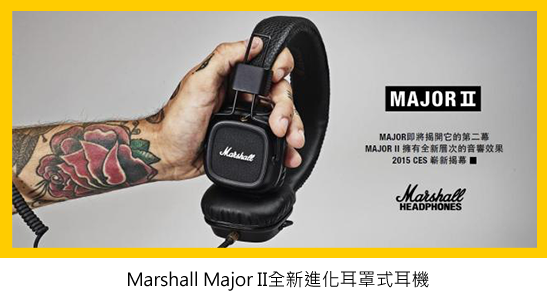 Marshall
MAJOR II
MAJOR即將揭開它的第二幕
MAJOR II 擁有全新層次的音響效果
2015 CES 嶄新揭幕
Marshall
HEADPHONES
Marshall Major II全新進化耳罩式耳機